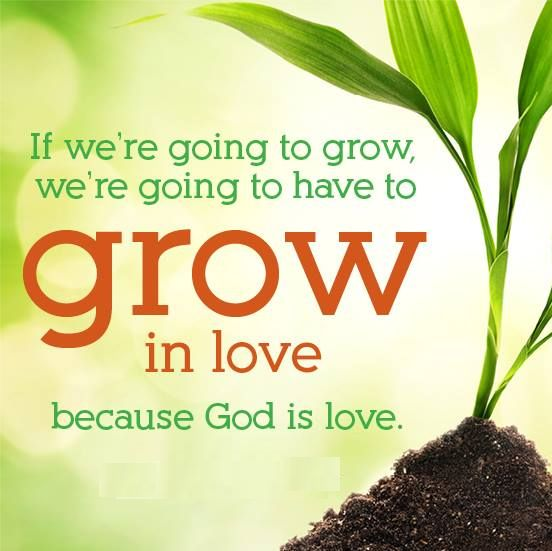 If we're going to grow,
we're going to have to
grow
in love
because God is love.